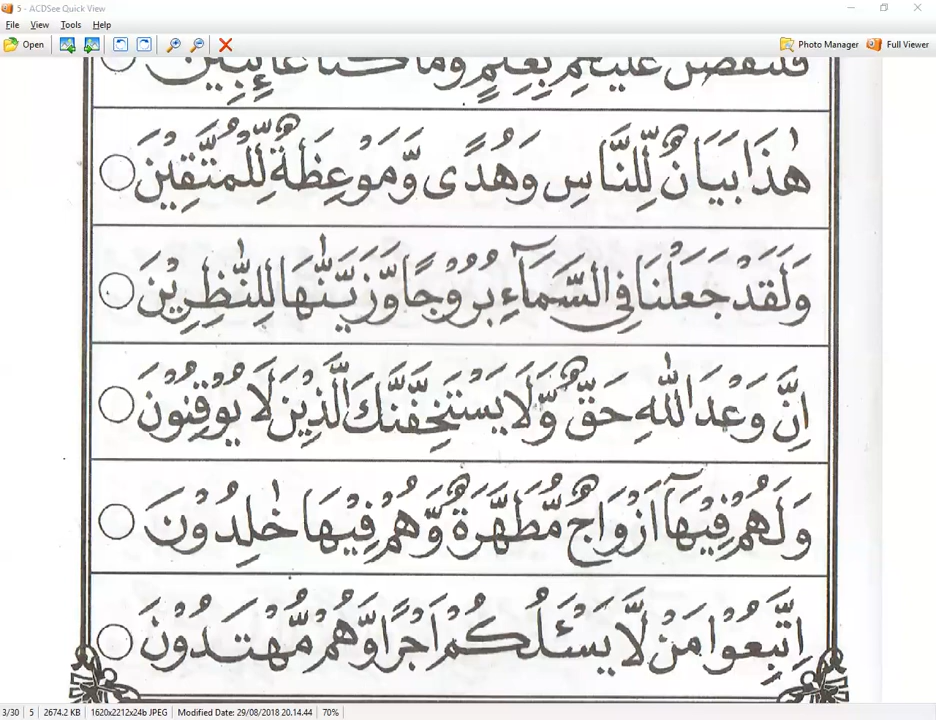 5 - ACDSee Quick View
File View Tools Help
Open Photo Manager Full Viewer
فَلَنَقُصَّنَّ عَلَيْهِمْ بِعِلْمٍ وَّمَا كُنَّا غَآئِبِيْنَ
هٰذَا بَيَانٌ لِّلنَّاسِ وَهُدًى وَّمَوْعِظَةٌ لِّلْمُتَّقِيْنَ
وَلَقَدْ جَعَلْنَا فِى السَّمَآءِ بُرُوْجًا وَّزَيَّنّٰهَا لِلنّٰظِرِيْنَ
اِنَّ وَعْدَ اللّٰهِ حَقٌّ وَّلَا يَسْتَخِفَّنَّكَ الَّذِيْنَ لَا يُوْقِنُوْنَ
وَلَهُمْ فِيْهَآ اَزْوَاجٌ مُّطَهَّرَةٌ وَّهُمْ فِيْهَا خٰلِدُوْنَ
اِتَّبِعُوْا مَنْ لَّا يَسْـَٔلُكُمْ اَجْرًا وَّهُمْ مُّهْتَدُوْنَ
3/30 5 2674.2 KB 1620x2212x24b JPEG Modified Date: 29/08/2018 20.14.44 70%